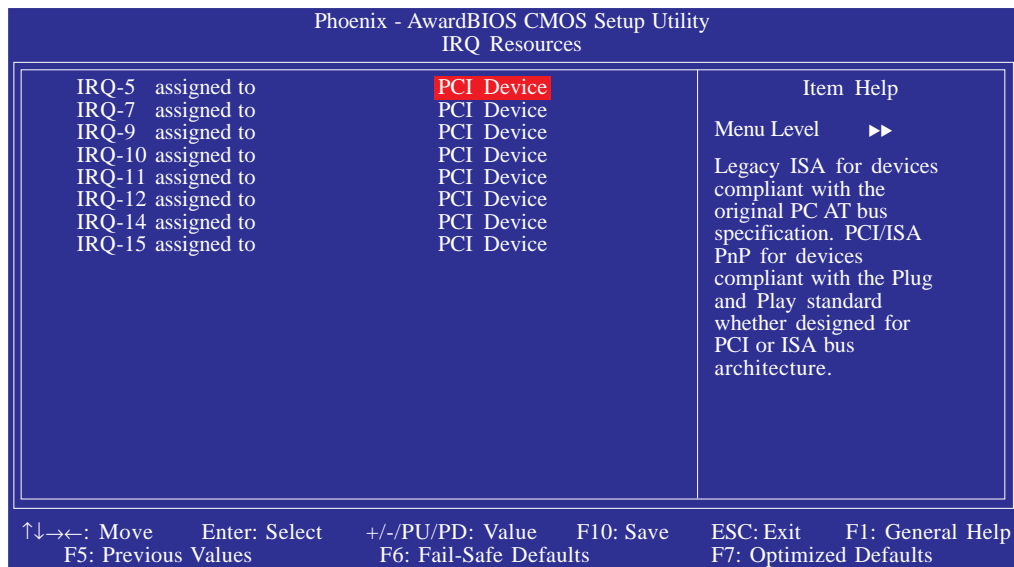 Phoenix - AwardBIOS CMOS Setup Utility
IRQ Resources
IRQ-5 assigned to PCI Device
IRQ-7 assigned to PCI Device
IRQ-9 assigned to PCI Device
IRQ-10 assigned to PCI Device
IRQ-11 assigned to PCI Device
IRQ-12 assigned to PCI Device
IRQ-14 assigned to PCI Device
IRQ-15 assigned to PCI Device
Item Help
Menu Level ▶▶
Legacy ISA for devices
compliant with the
original PC AT bus
specification. PCI/ISA
PnP for devices
compliant with the Plug
and Play standard
whether designed for
PCI or ISA bus
architecture.
↑↓→←: Move Enter: Select +/-/PU/PD: Value F10: Save ESC: Exit F1: General Help
F5: Previous Values F6: Fail-Safe Defaults F7: Optimized Defaults